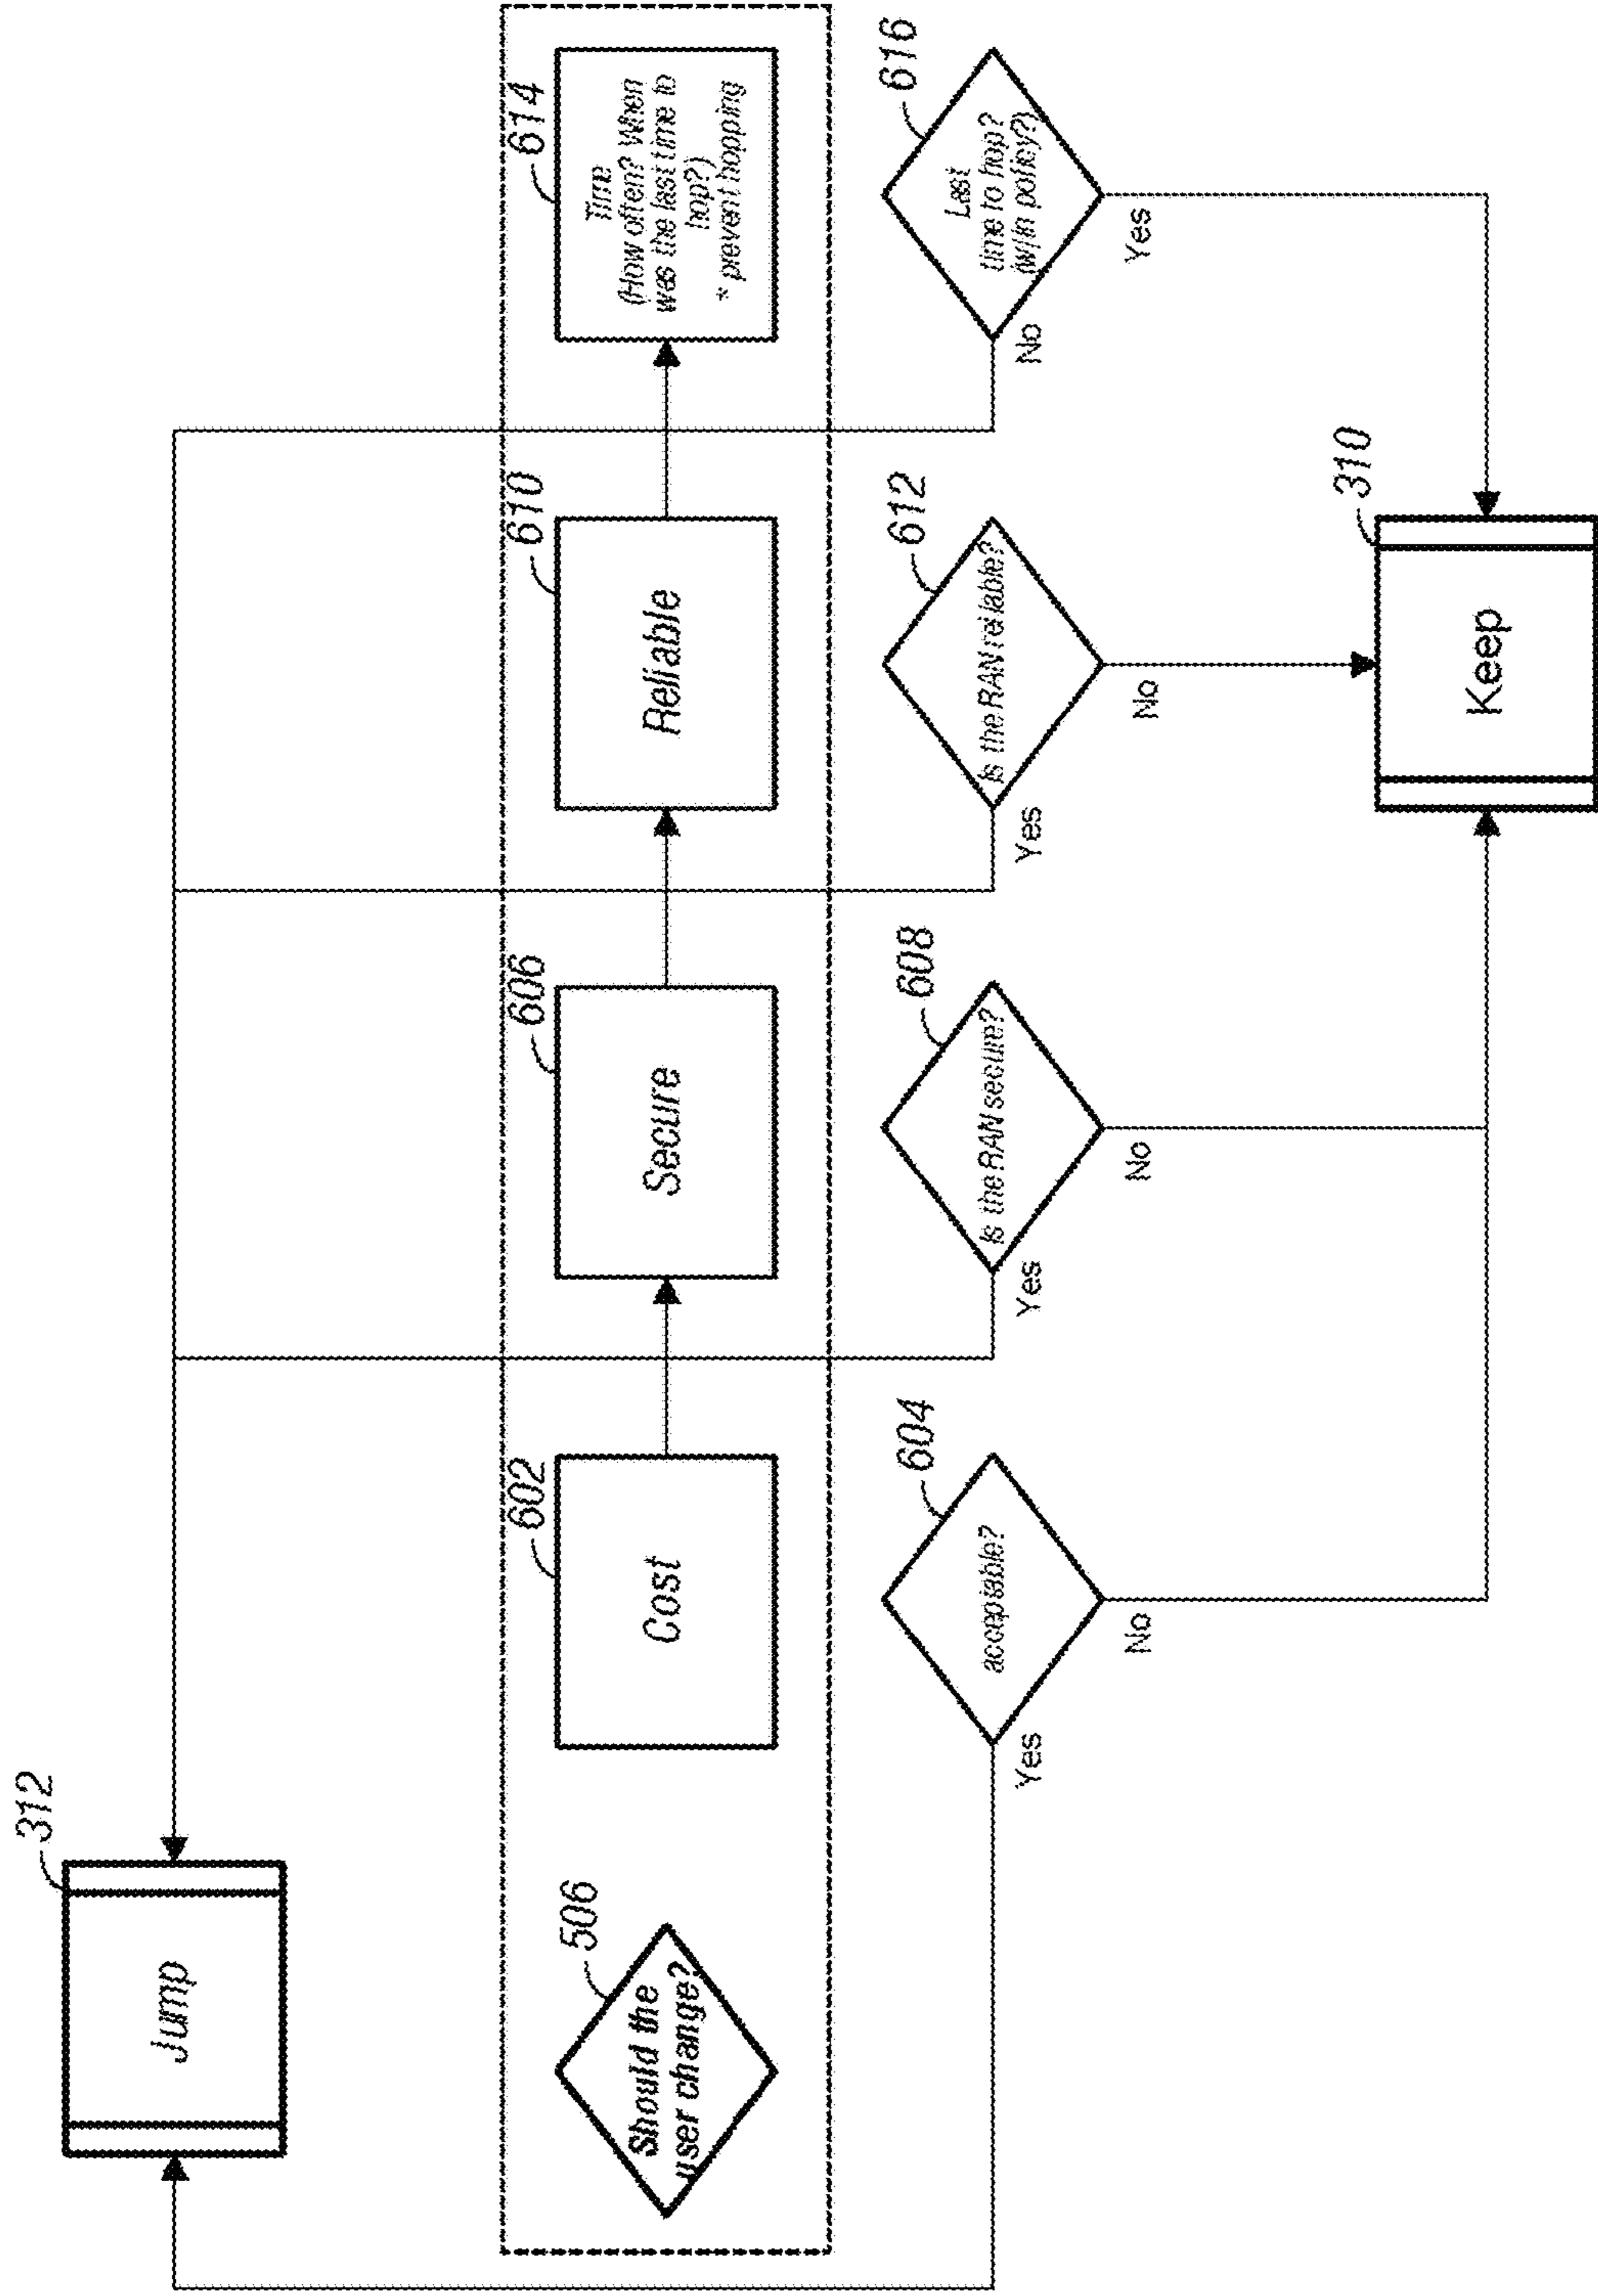 312
Jump
506
Should the
user change?
602
Cost
606
Secure
610
Reliable
614
Time
(How often? When
was the last time to
hop?)
* prevent hopping
604
acceptable?
Yes
No
608
Is the RAN secure?
Yes
No
612
Is the RAN reliable?
Yes
No
616
Last
time to hop?
(w/in policy?)
No
Yes
310
Keep